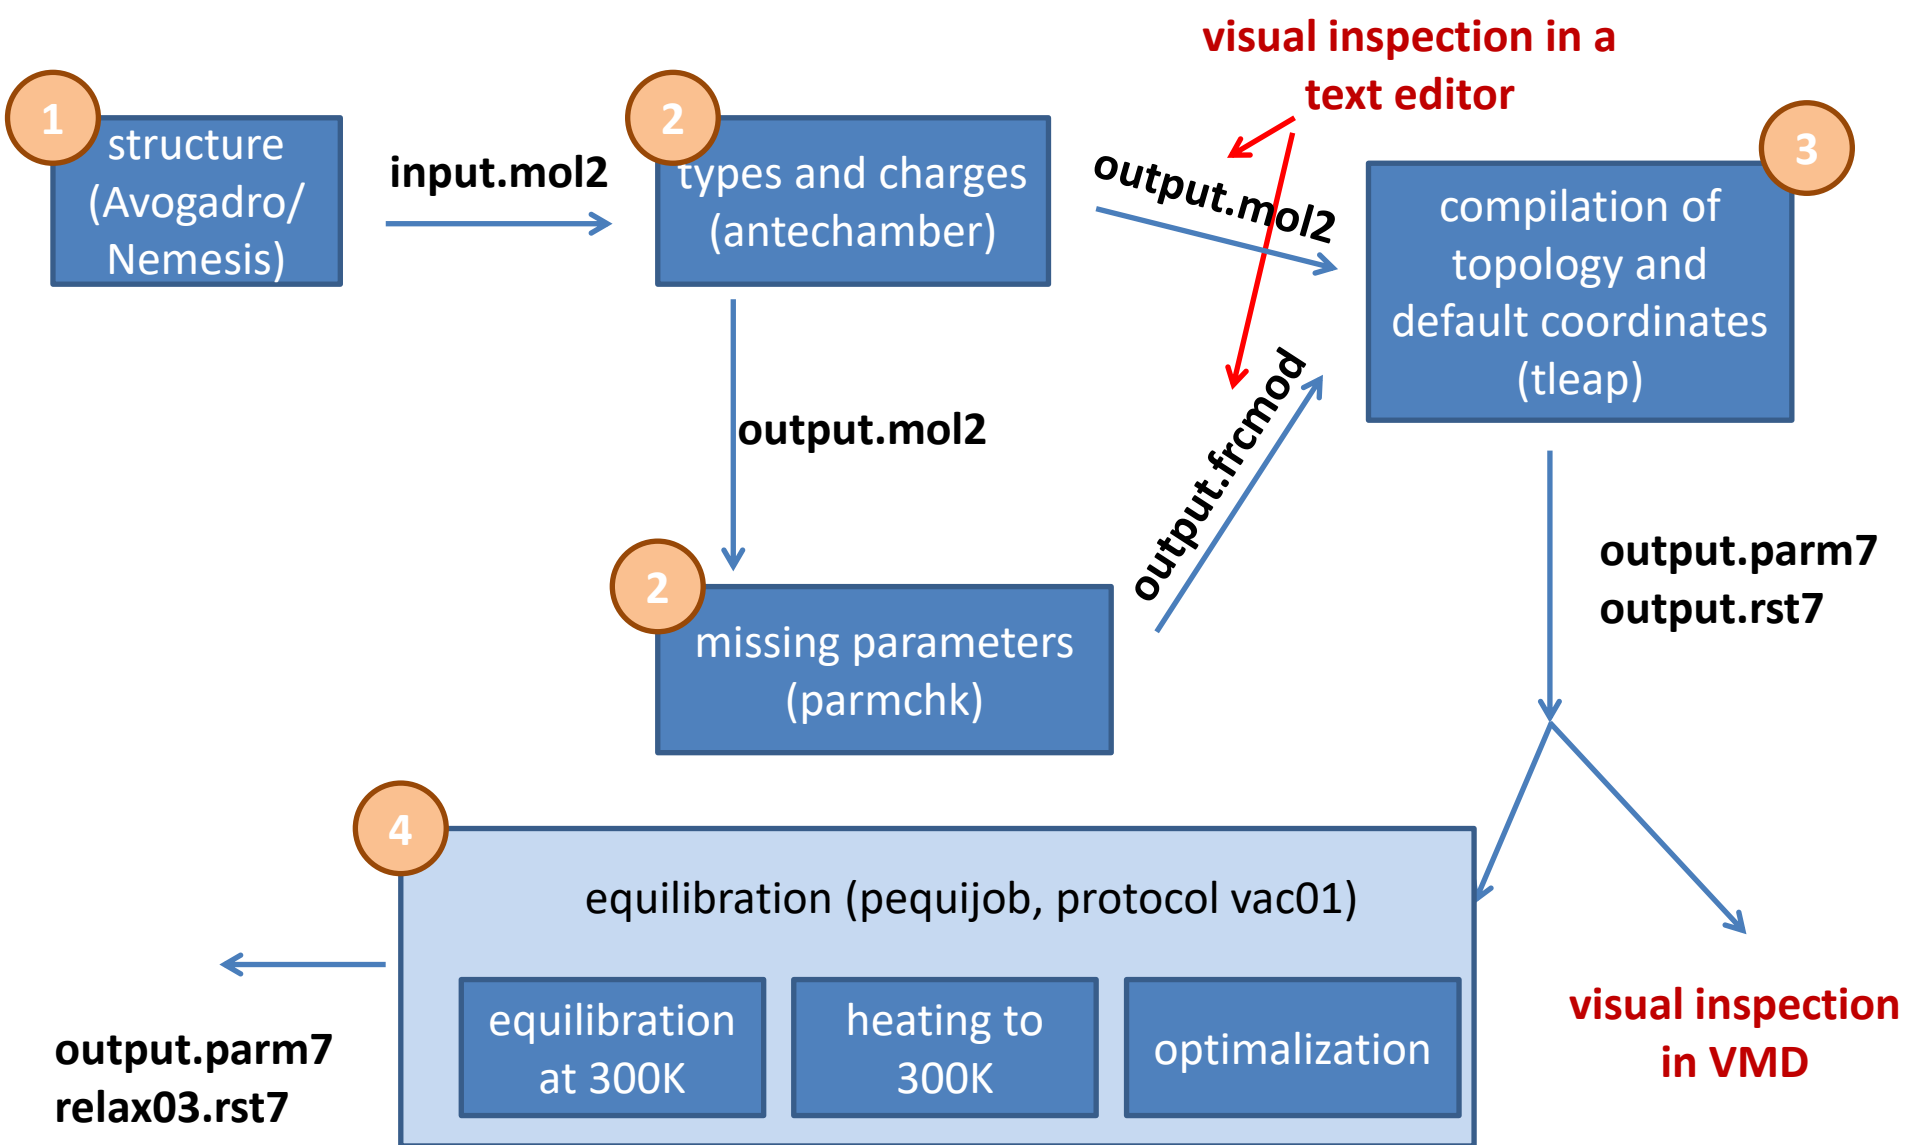 visual inspection in a
text editor
1
structure
(Avogadro/
Nemesis)
input.mol2
2
types and charges
(antechamber)
output.mol2
3
compilation of
topology and
default coordinates
(tleap)
output.mol2
output.frcmod
2
missing parameters
(parmchk)
output.parm7
output.rst7
4
equilibration (pequijob, protocol vac01)
equilibration
at 300K
heating to
300K
optimalization
visual inspection
in VMD
output.parm7
relax03.rst7